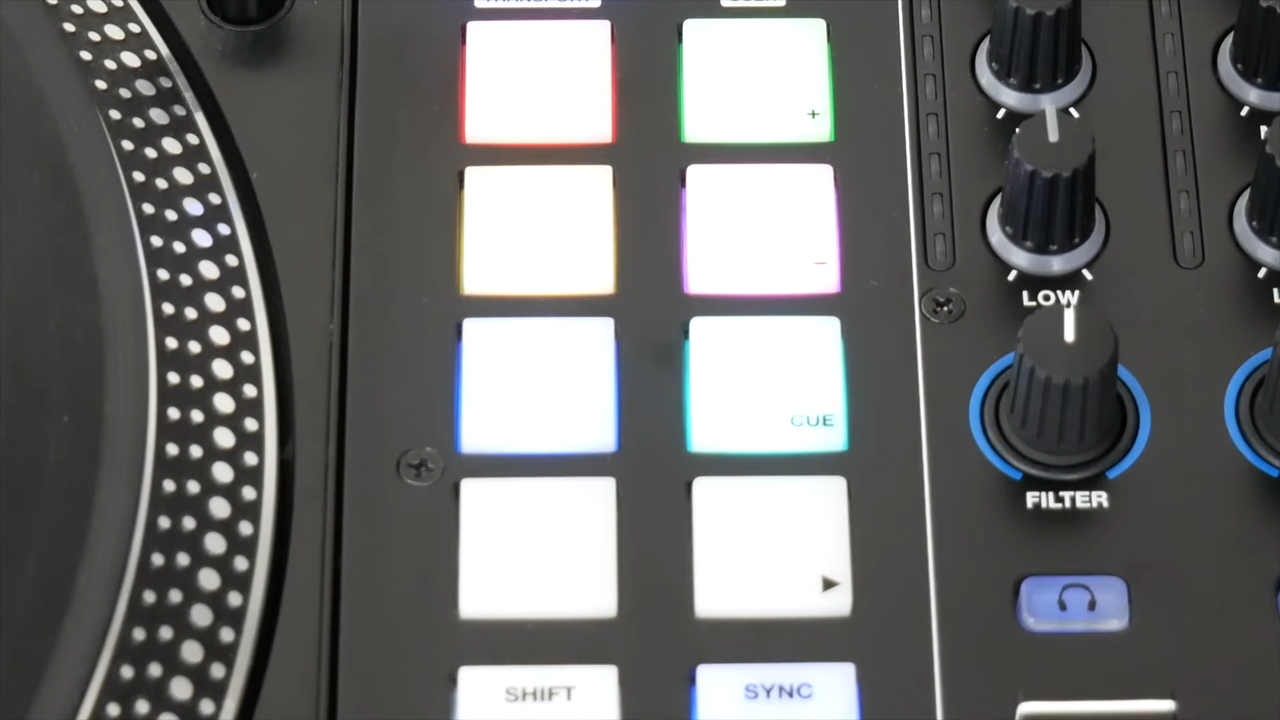 +
–
LOW
CUE
FILTER
SHIFT
SYNC